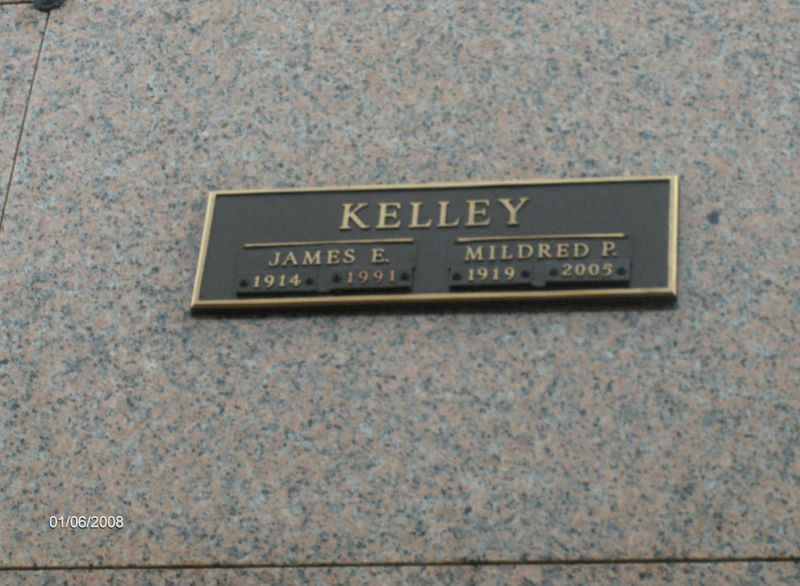 KELLEY
JAMES E. MILDRED P.
1914 1991 1919 2005
01/06/2008